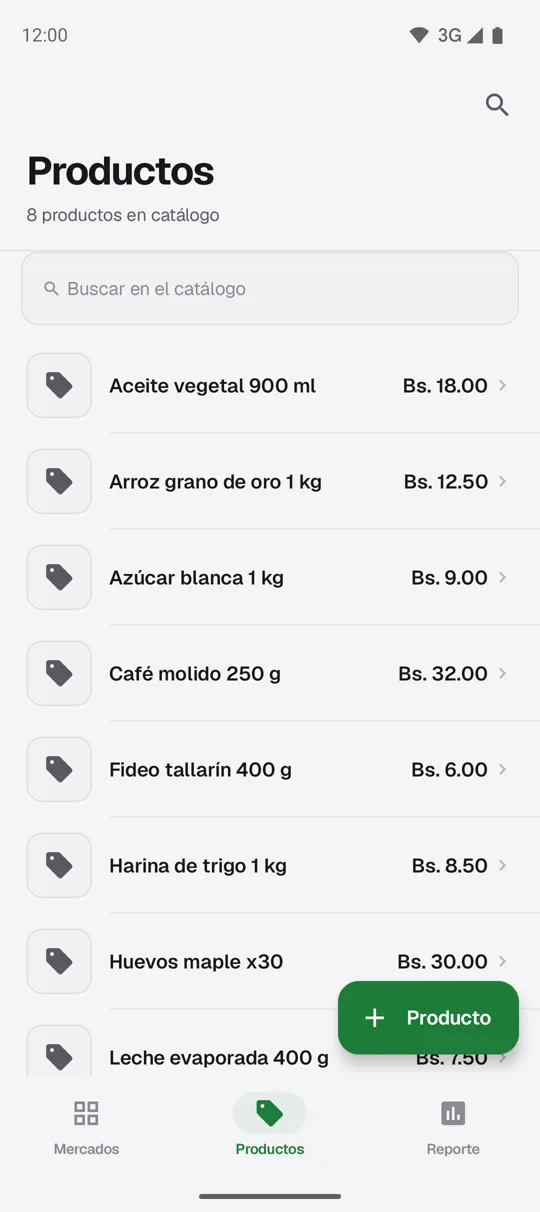 12:00
3G
Productos
8 productos en catálogo
Buscar en el catálogo
Aceite vegetal 900 ml Bs. 18.00
Arroz grano de oro 1 kg Bs. 12.50
Azúcar blanca 1 kg Bs. 9.00
Café molido 250 g Bs. 32.00
Fideo tallarín 400 g Bs. 6.00
Harina de trigo 1 kg Bs. 8.50
Huevos maple x30 Bs. 30.00
Producto
Leche evaporada 400 g Bs. 7.50
Mercados Productos Reporte